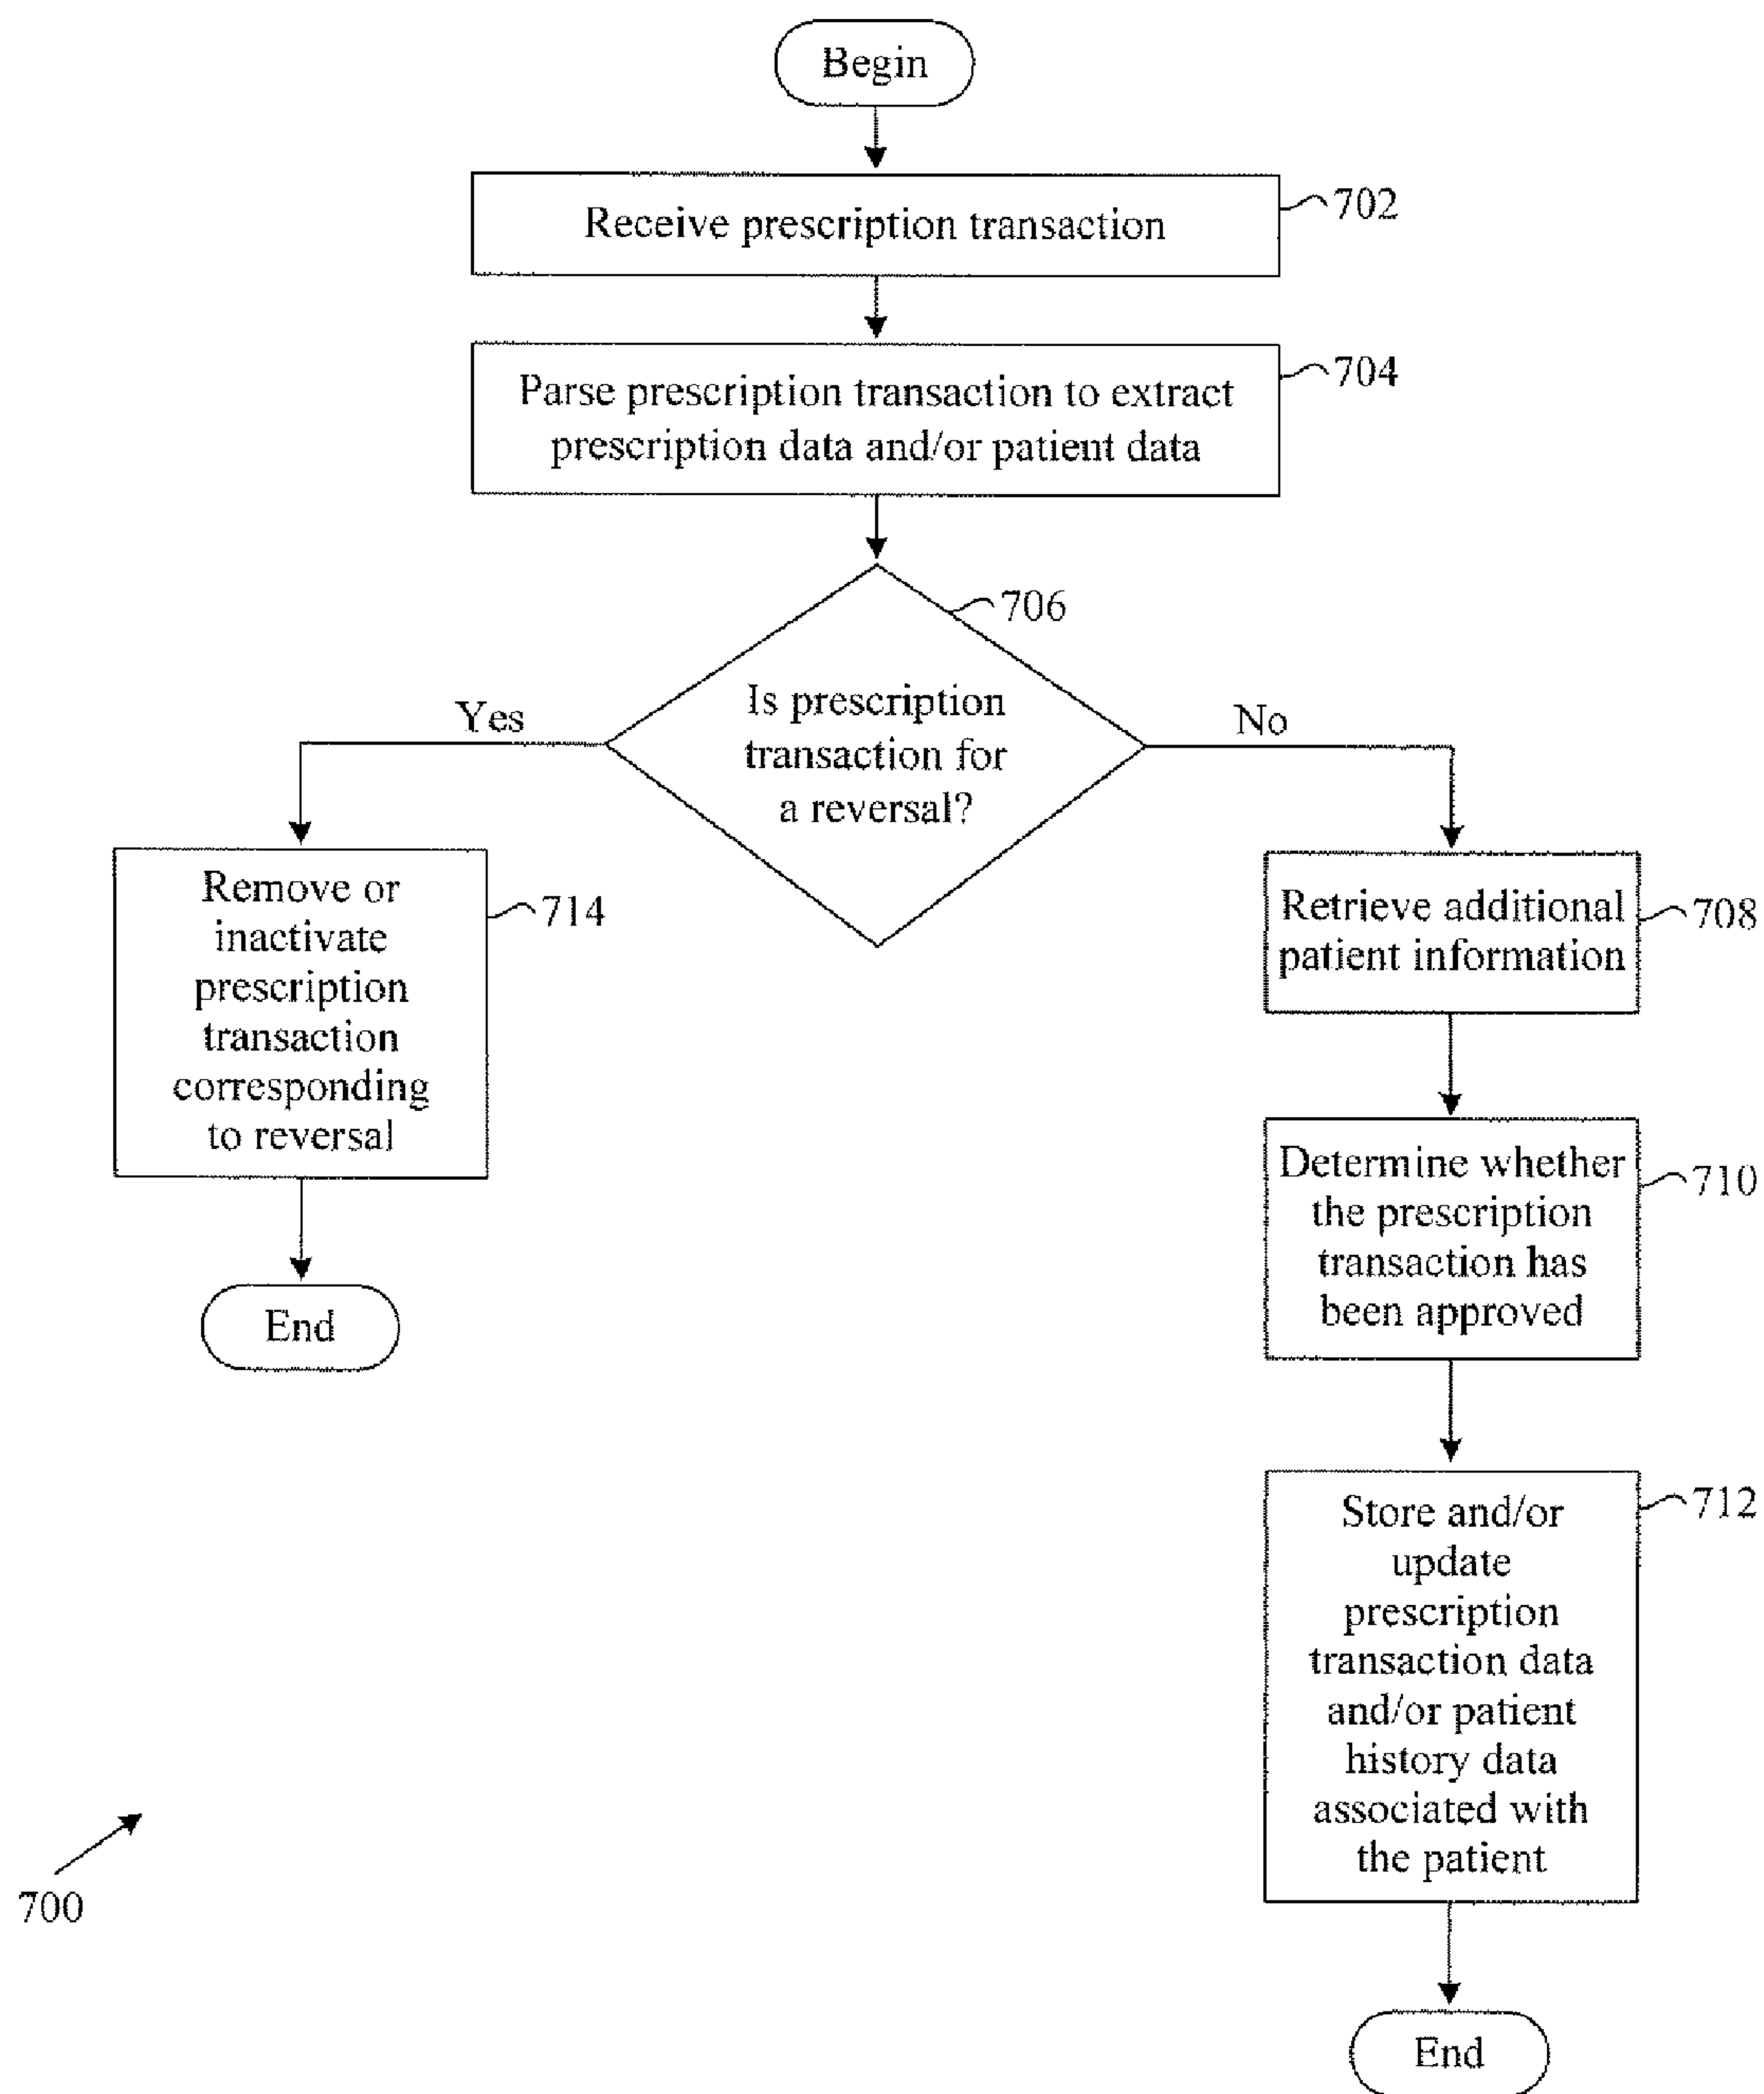 Begin
Receive prescription transaction
702
Parse prescription transaction to extract
prescription data and/or patient data
704
706
Is prescription
transaction for
a reversal?
Yes
No
Remove or
inactivate
prescription
transaction
corresponding
to reversal
714
End
Retrieve additional
patient information
708
Determine whether
the prescription
transaction has
been approved
710
Store and/or
update
prescription
transaction data
and/or patient
history data
associated with
the patient
712
End
700